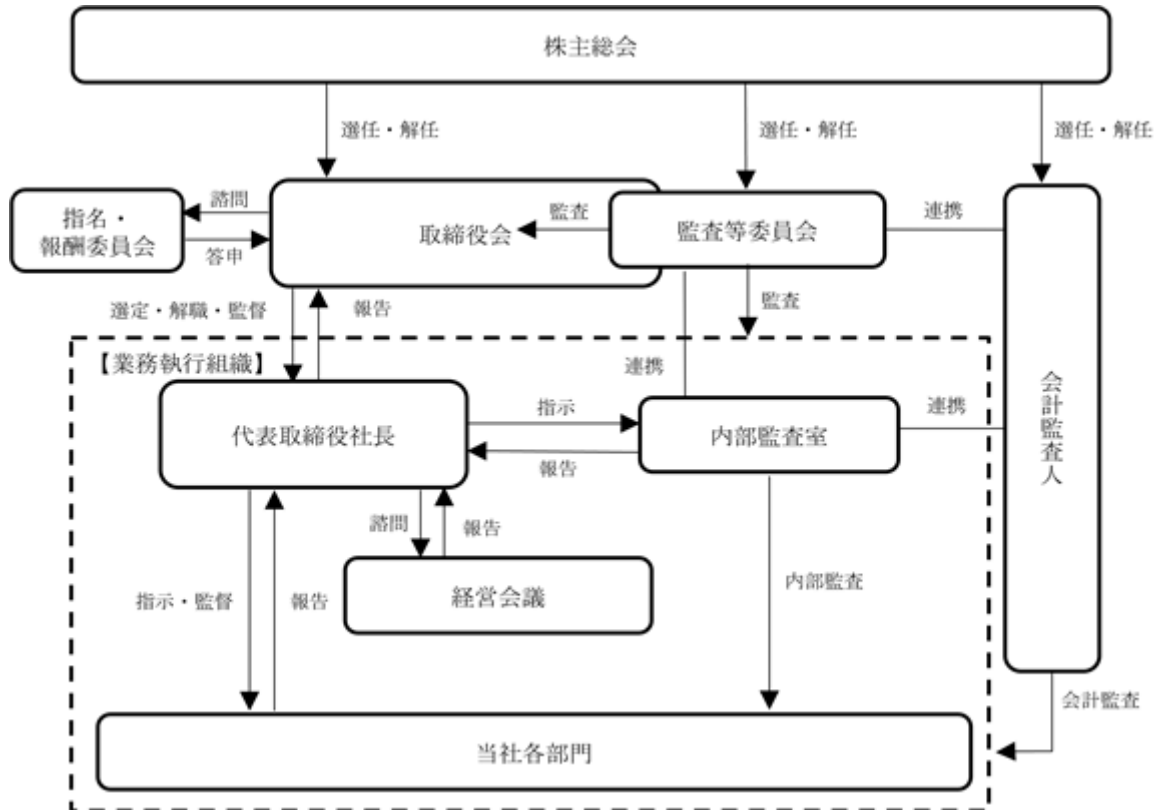 株主総会
選任・解任
選任・解任
選任・解任
指名・
報酬委員会
諮問
答申
取締役会
監査
監査等委員会
連携
選定・解職・監督
報告
監査
【業務執行組織】
連携
代表取締役社長
指示
報告
内部監査室
連携
会計監査人
諮問
報告
経営会議
指示・監督
報告
内部監査
会計監査
当社各部門